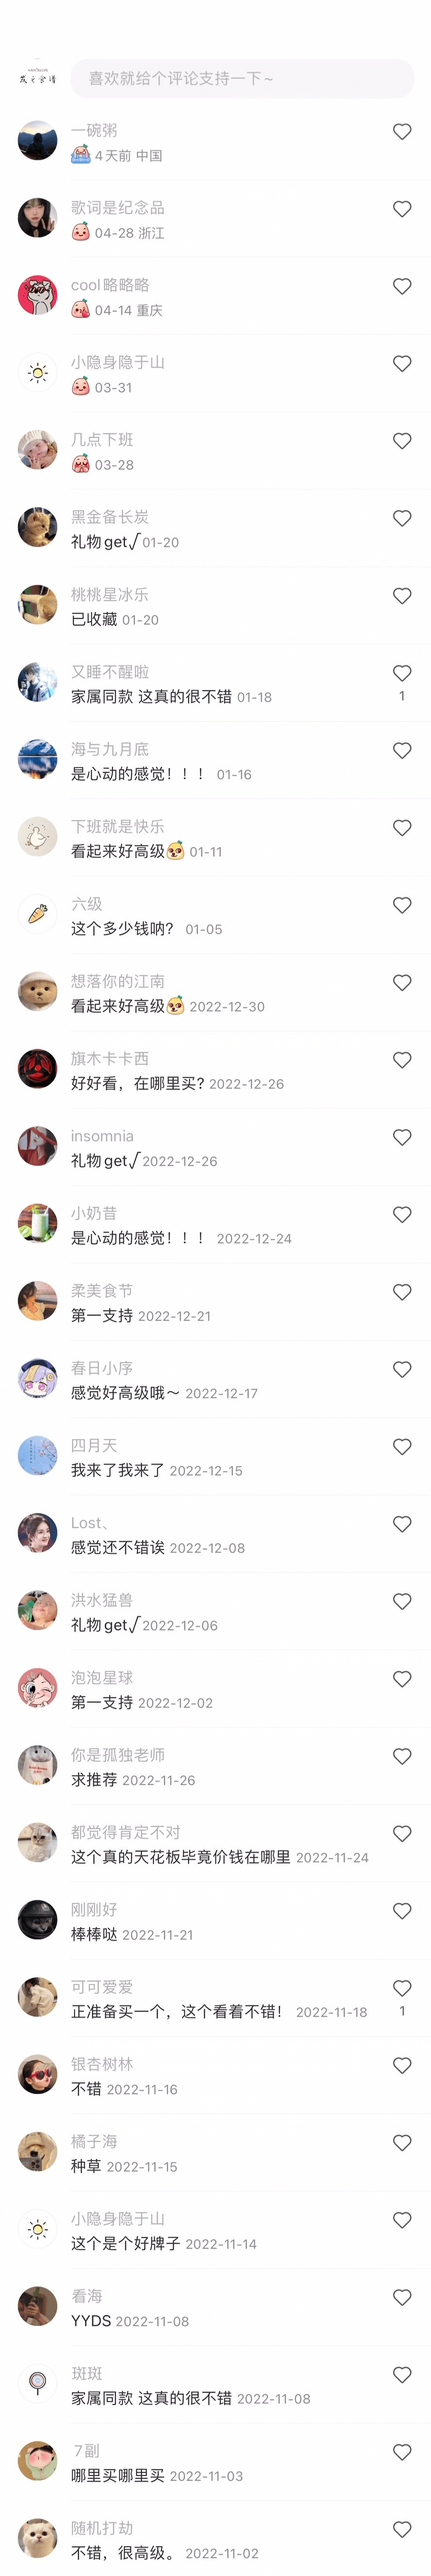 喜欢就给个评论支持一下~
一碗粥
4天前 中国
歌词是纪念品
04-28 浙江
cool略略略
04-14 重庆
小隐身隐于山
03-31
几点下班
03-28
黑金备长炭
礼物get√ 01-20
桃桃星冰乐
已收藏 01-20
又睡不醒啦
家属同款 这真的很不错 01-18
1
海与九月底
是心动的感觉！！！ 01-16
下班就是快乐
看起来好高级 01-11
六级
这个多少钱呐？ 01-05
想落你的江南
看起来好高级 2022-12-30
旗木卡卡西
好好看，在哪里买? 2022-12-26
insomnia
礼物get√ 2022-12-26
小奶昔
是心动的感觉！！！ 2022-12-24
柔美食节
第一支持 2022-12-21
春日小序
感觉好高级哦～ 2022-12-17
四月天
我来了我来了 2022-12-15
Lost、
感觉还不错诶 2022-12-08
洪水猛兽
礼物get√ 2022-12-06
泡泡星球
第一支持 2022-12-02
你是孤独老师
求推荐 2022-11-26
都觉得肯定不对
这个真的天花板毕竟价钱在哪里 2022-11-24
刚刚好
棒棒哒 2022-11-21
可可爱爱
正准备买一个，这个看着不错！ 2022-11-18
1
银杏树林
不错 2022-11-16
橘子海
种草 2022-11-15
小隐身隐于山
这个是个好牌子 2022-11-14
看海
YYDS 2022-11-08
斑斑
家属同款 这真的很不错 2022-11-08
7副
哪里买哪里买 2022-11-03
随机打劫
不错，很高级。 2022-11-02